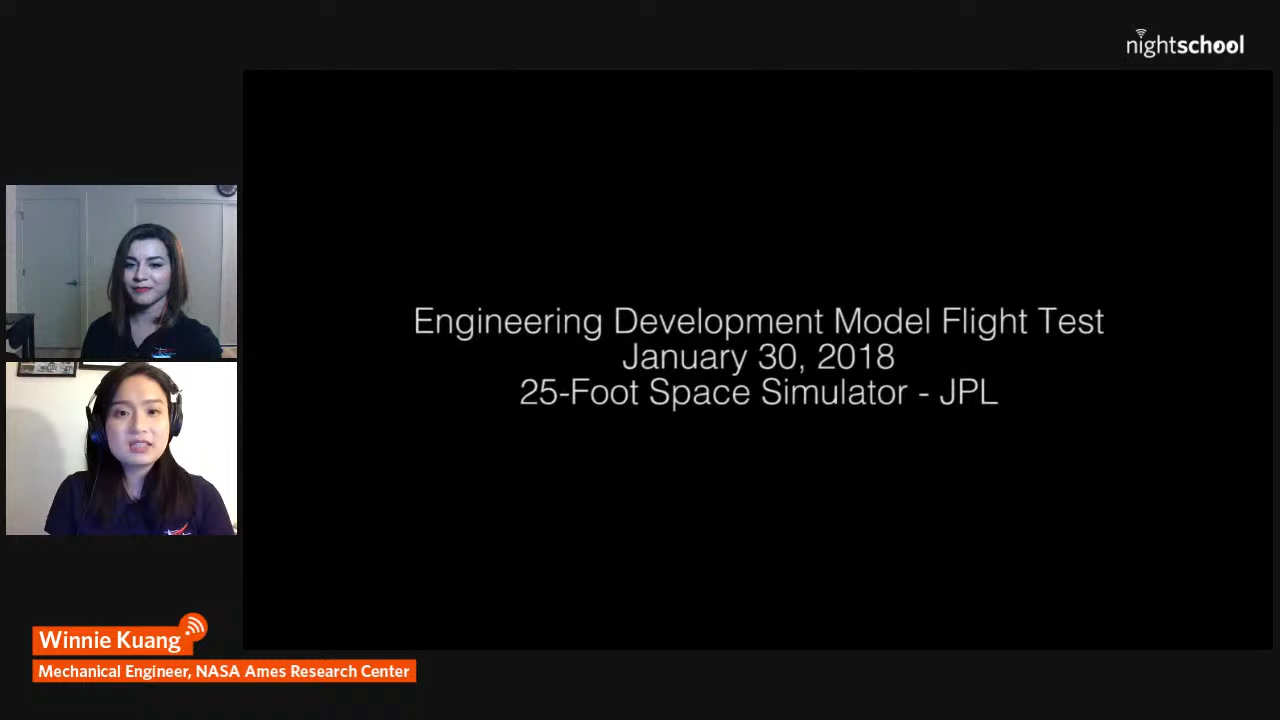 nightschool
Engineering Development Model Flight Test
January 30, 2018
25-Foot Space Simulator - JPL
Winnie Kuang
Mechanical Engineer, NASA Ames Research Center